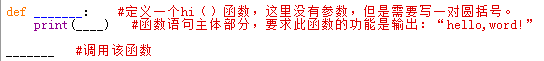 def _______:    #定义一个hi（）函数，这里没有参数，但是需要写一对圆括号。
    print(____)  #函数语句主体部分，要求此函数的功能是输出：“hello,word!”
_______  #调用该函数